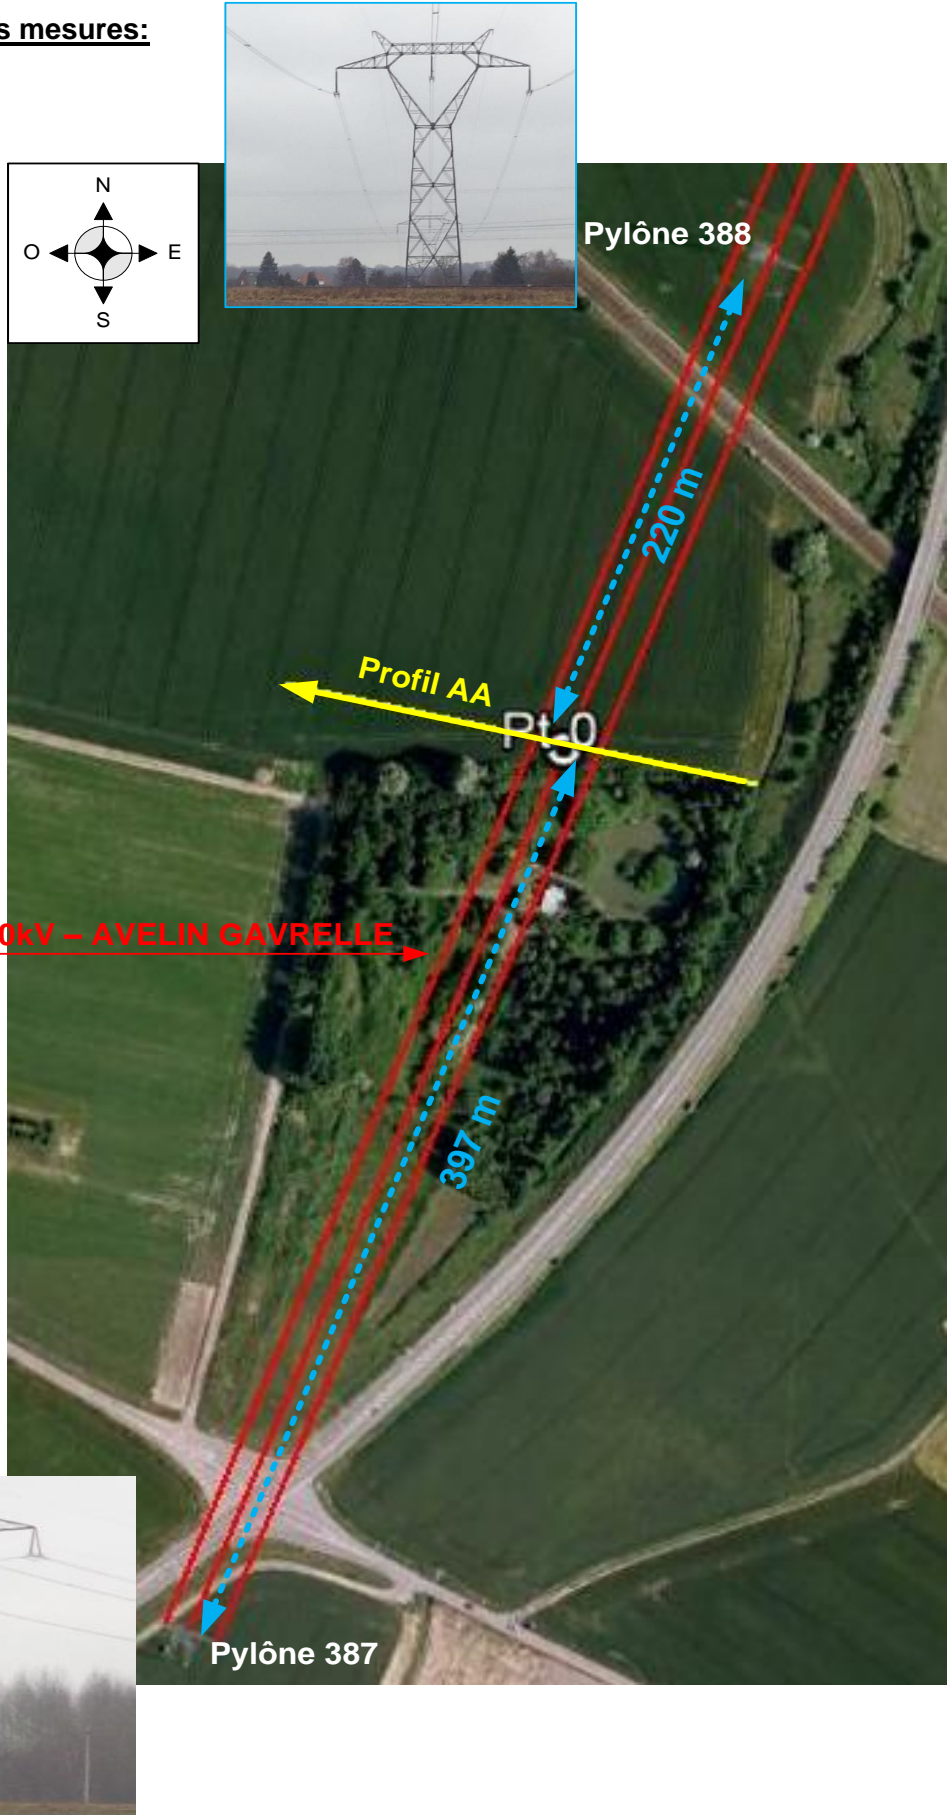 s mesures:
N
O
E
S
Pylône 388
220 m
Profil AA
Pt 0
0kV – AVELIN GAVRELLE
397 m
Pylône 387